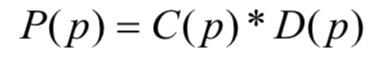 P(p) = C(p) * D(p)